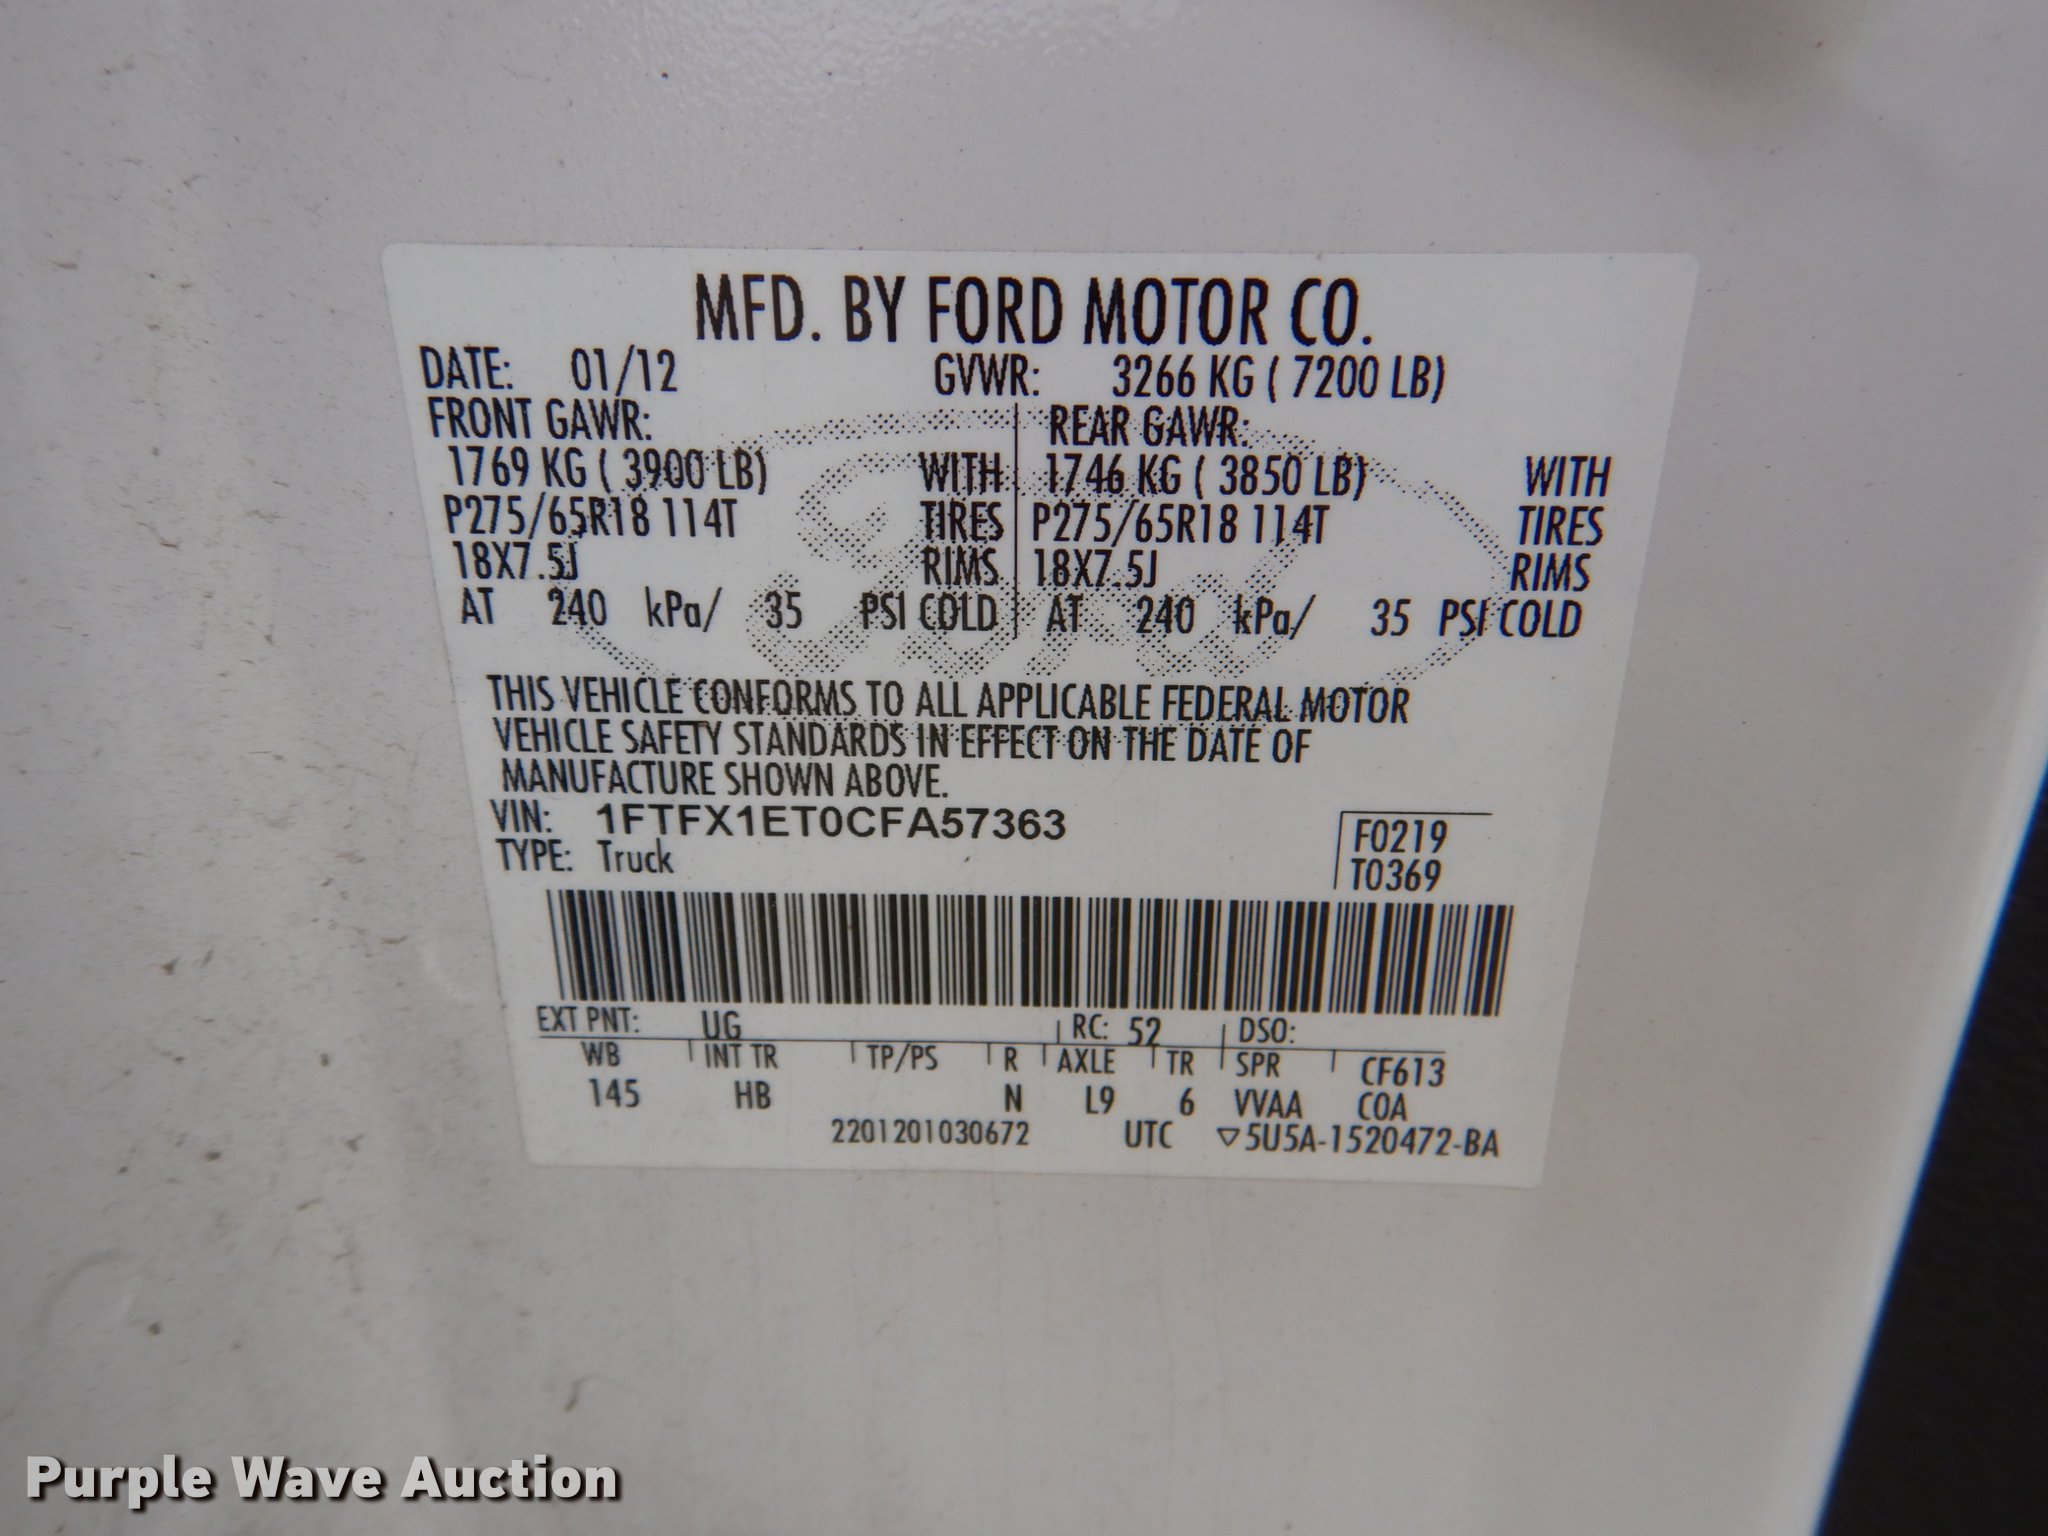 MFD. BY FORD MOTOR CO.
DATE: 01/12 GVWR: 3266 KG ( 7200 LB)
FRONT GAWR: REAR GAWR:
1769 KG ( 3900 LB) WITH 1746 KG ( 3850 LB) WITH
P275/65R18 114T TIRES P275/65R18 114T TIRES
18X7.5J RIMS 18X7.5J RIMS
AT 240 kPa/ 35 PSI COLD AT 240 kPa/ 35 PSI COLD
Ford
THIS VEHICLE CONFORMS TO ALL APPLICABLE FEDERAL MOTOR
VEHICLE SAFETY STANDARDS IN EFFECT ON THE DATE OF
MANUFACTURE SHOWN ABOVE.
VIN: 1FTFX1ET0CFA57363 F0219
TYPE: Truck T0369
EXT PNT: UG RC: 52 DSO:
WB INT TR TP/PS R AXLE TR SPR CF613
145 HB N L9 6 VVAA COA
2201201030672 UTC ▽5U5A-1520472-BA
Purple Wave Auction